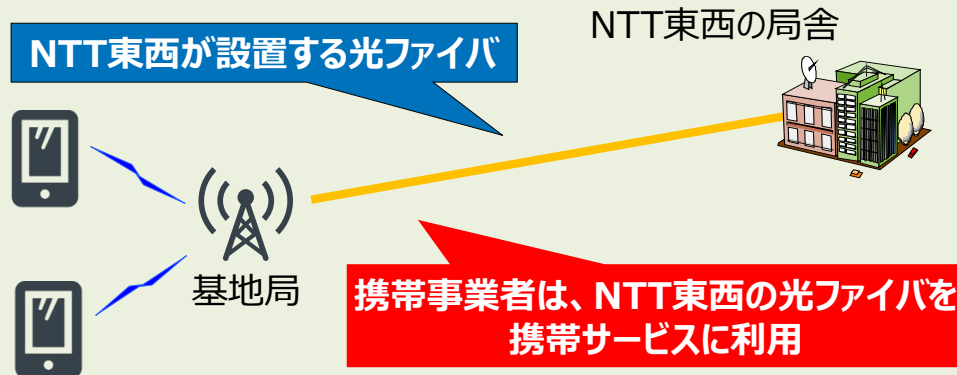 NTT東西の局舎
NTT東西が設置する光ファイバ
基地局
携帯事業者は、NTT東西の光ファイバを
携帯サービスに利用